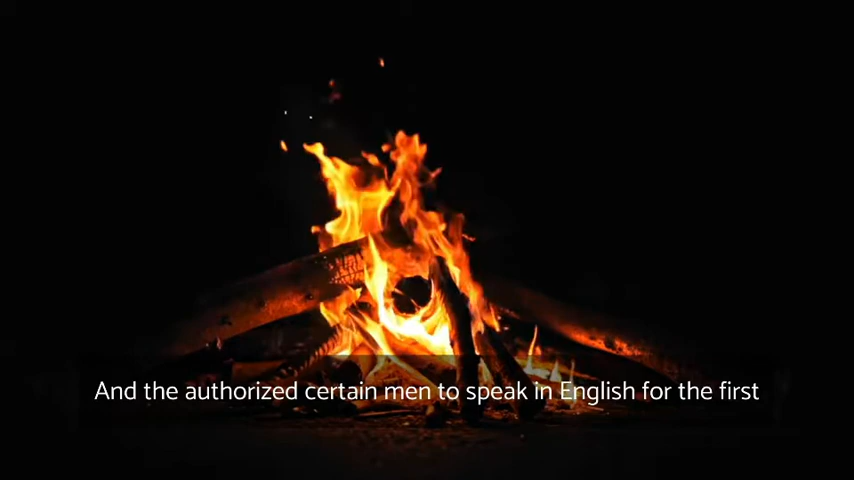 And the authorized certain men to speak in English for the first